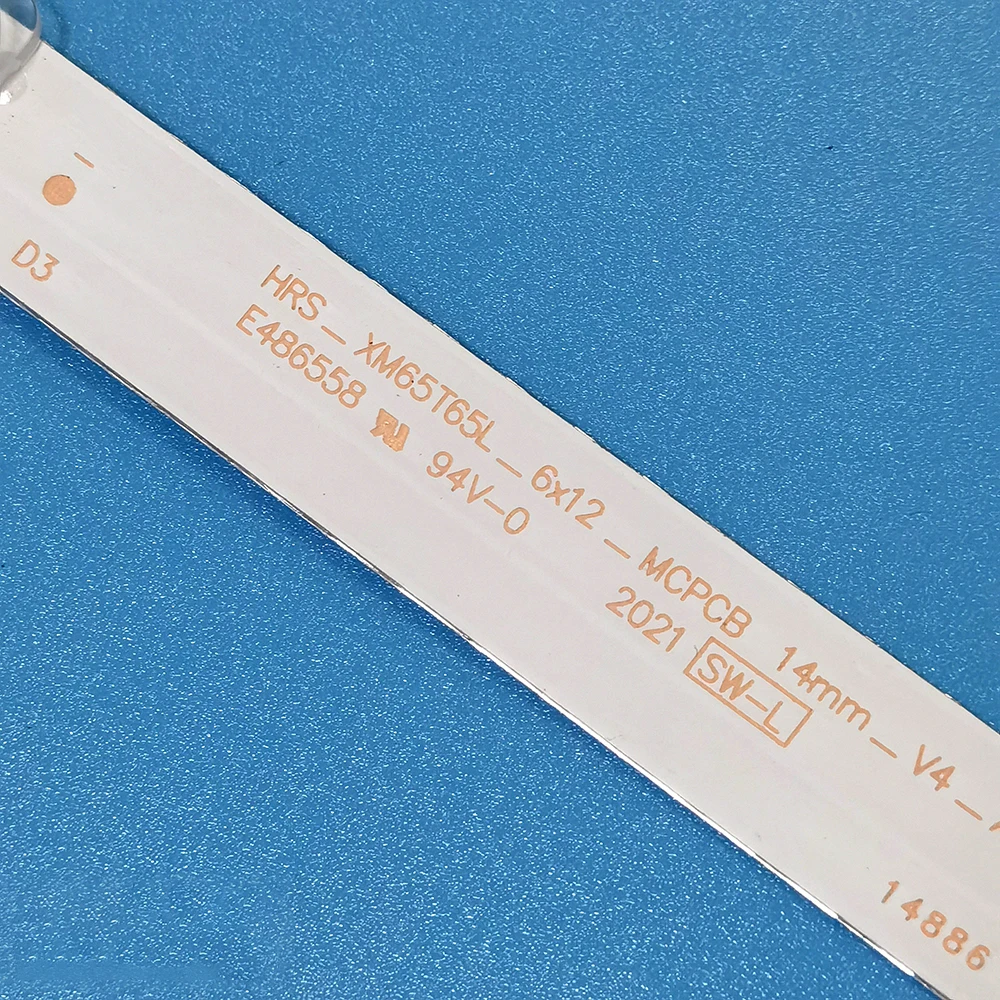 D3
HRS_XM65T65L_6x12_MCPCB 14mm_V4_
E486558 94V-0 2021 SW-L
14886